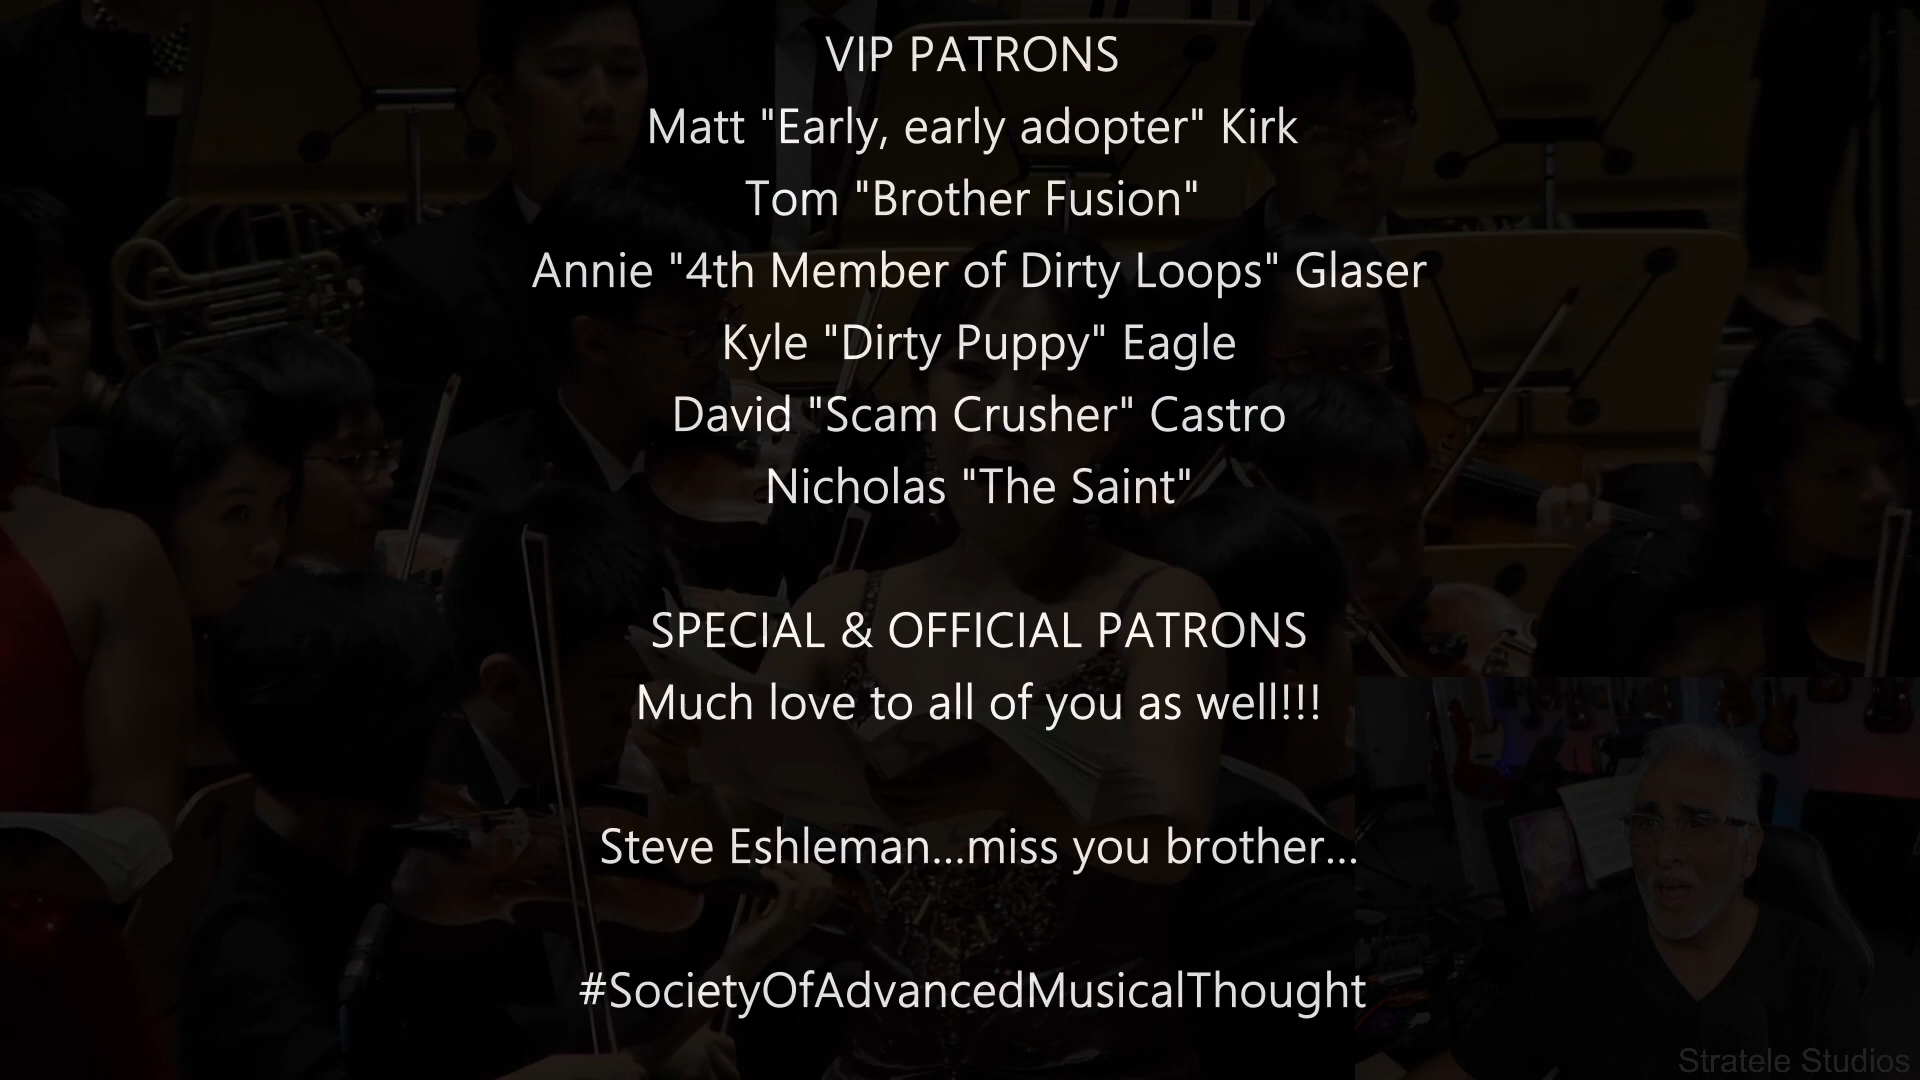 VIP PATRONS
Matt "Early, early adopter" Kirk
Tom "Brother Fusion"
Annie "4th Member of Dirty Loops" Glaser
Kyle "Dirty Puppy" Eagle
David "Scam Crusher" Castro
Nicholas "The Saint"
SPECIAL & OFFICIAL PATRONS
Much love to all of you as well!!!
Steve Eshleman...miss you brother...
#SocietyOfAdvancedMusicalThought
Stratele Studios